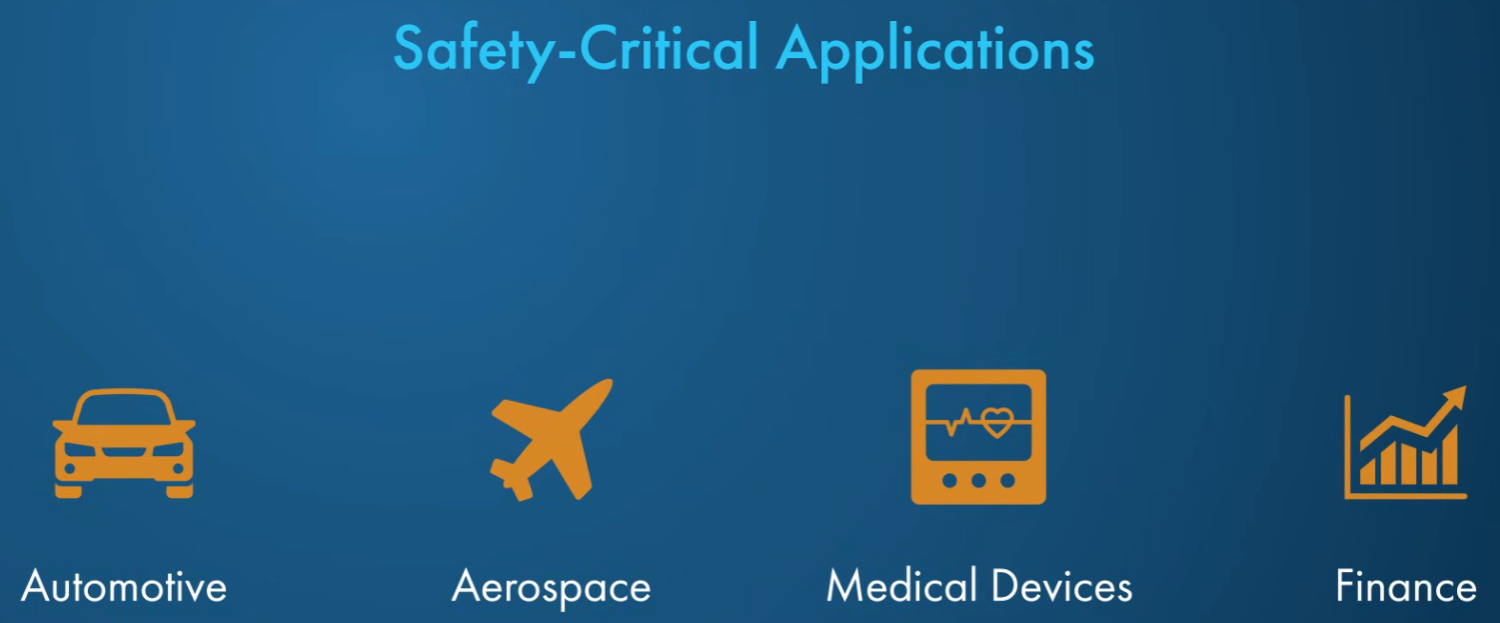 Safety-Critical Applications
Automotive
Aerospace
Medical Devices
Finance